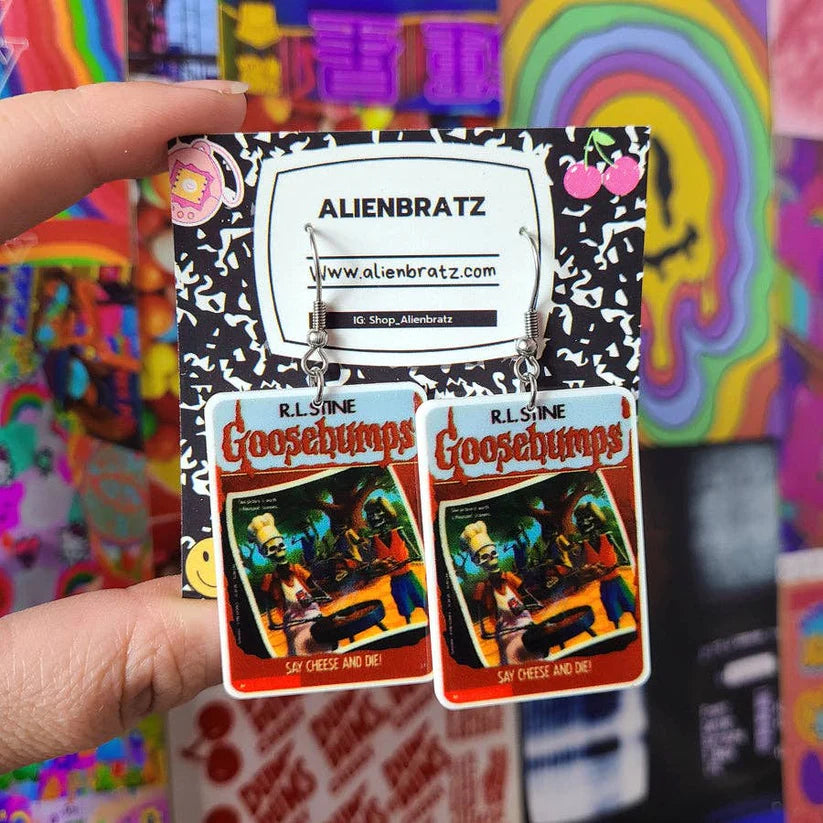 ALIENBRATZ
www.alienbratz.com
IG: Shop_Alienbratz
R.L. STINE
Goosebumps
SAY CHEESE AND DIE!
R.L. STINE
Goosebumps
SAY CHEESE AND DIE!